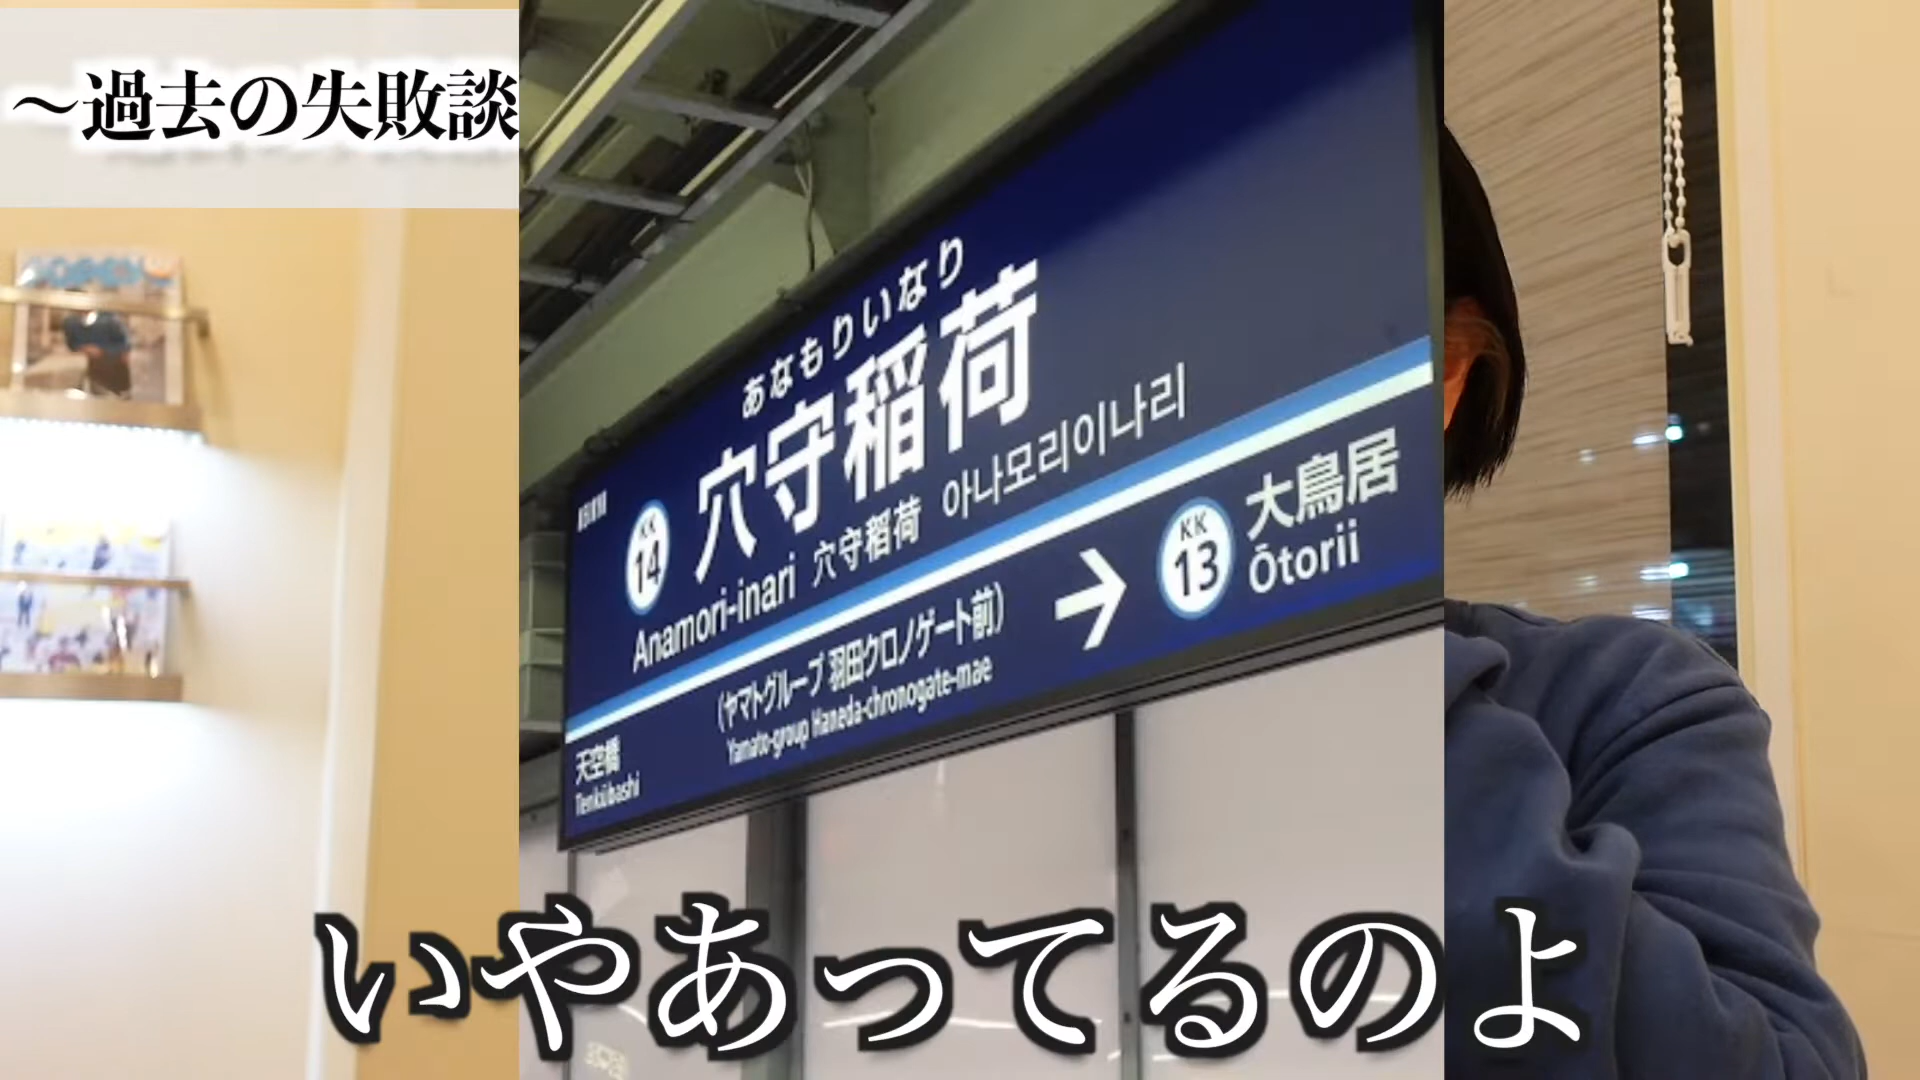 ～過去の失敗談
あなもりいなり
KK
14
穴守稲荷
Anamori-inari 穴守稲荷 아나모리이나리
(ヤマトグループ 羽田クロノゲート前)
Yamato-group Haneda-chronogate-mae
→
KK
13
大鳥居
Ōtorii
天空橋
Tenkūbashi
いやあってるのよ